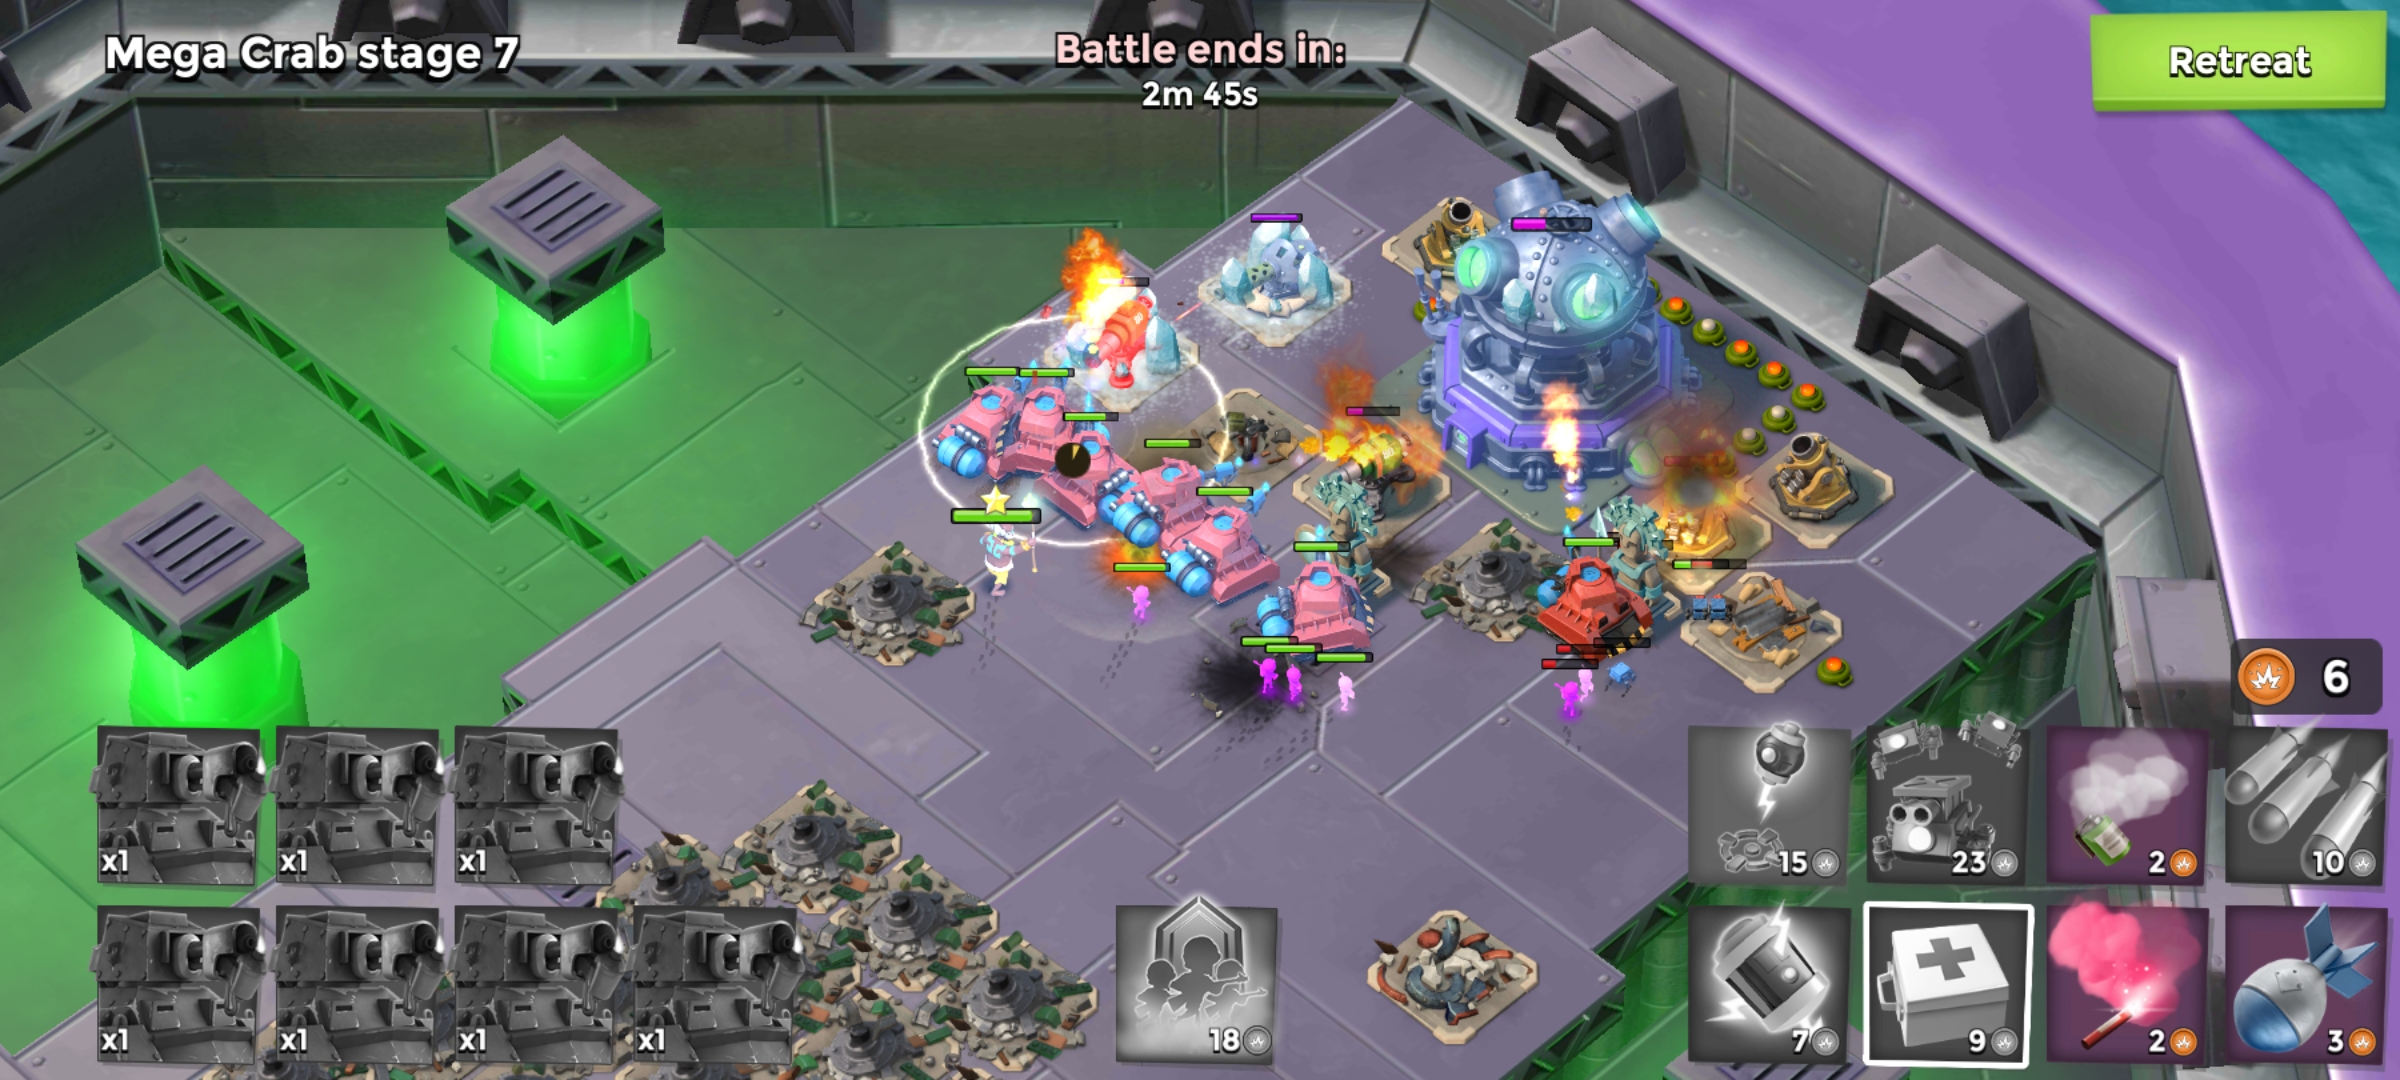 Mega Crab stage 7
Battle ends in:
2m 45s
Retreat
6
x1
x1
x1
15
23
2
10
x1
x1
x1
x1
18
7
9
2
3